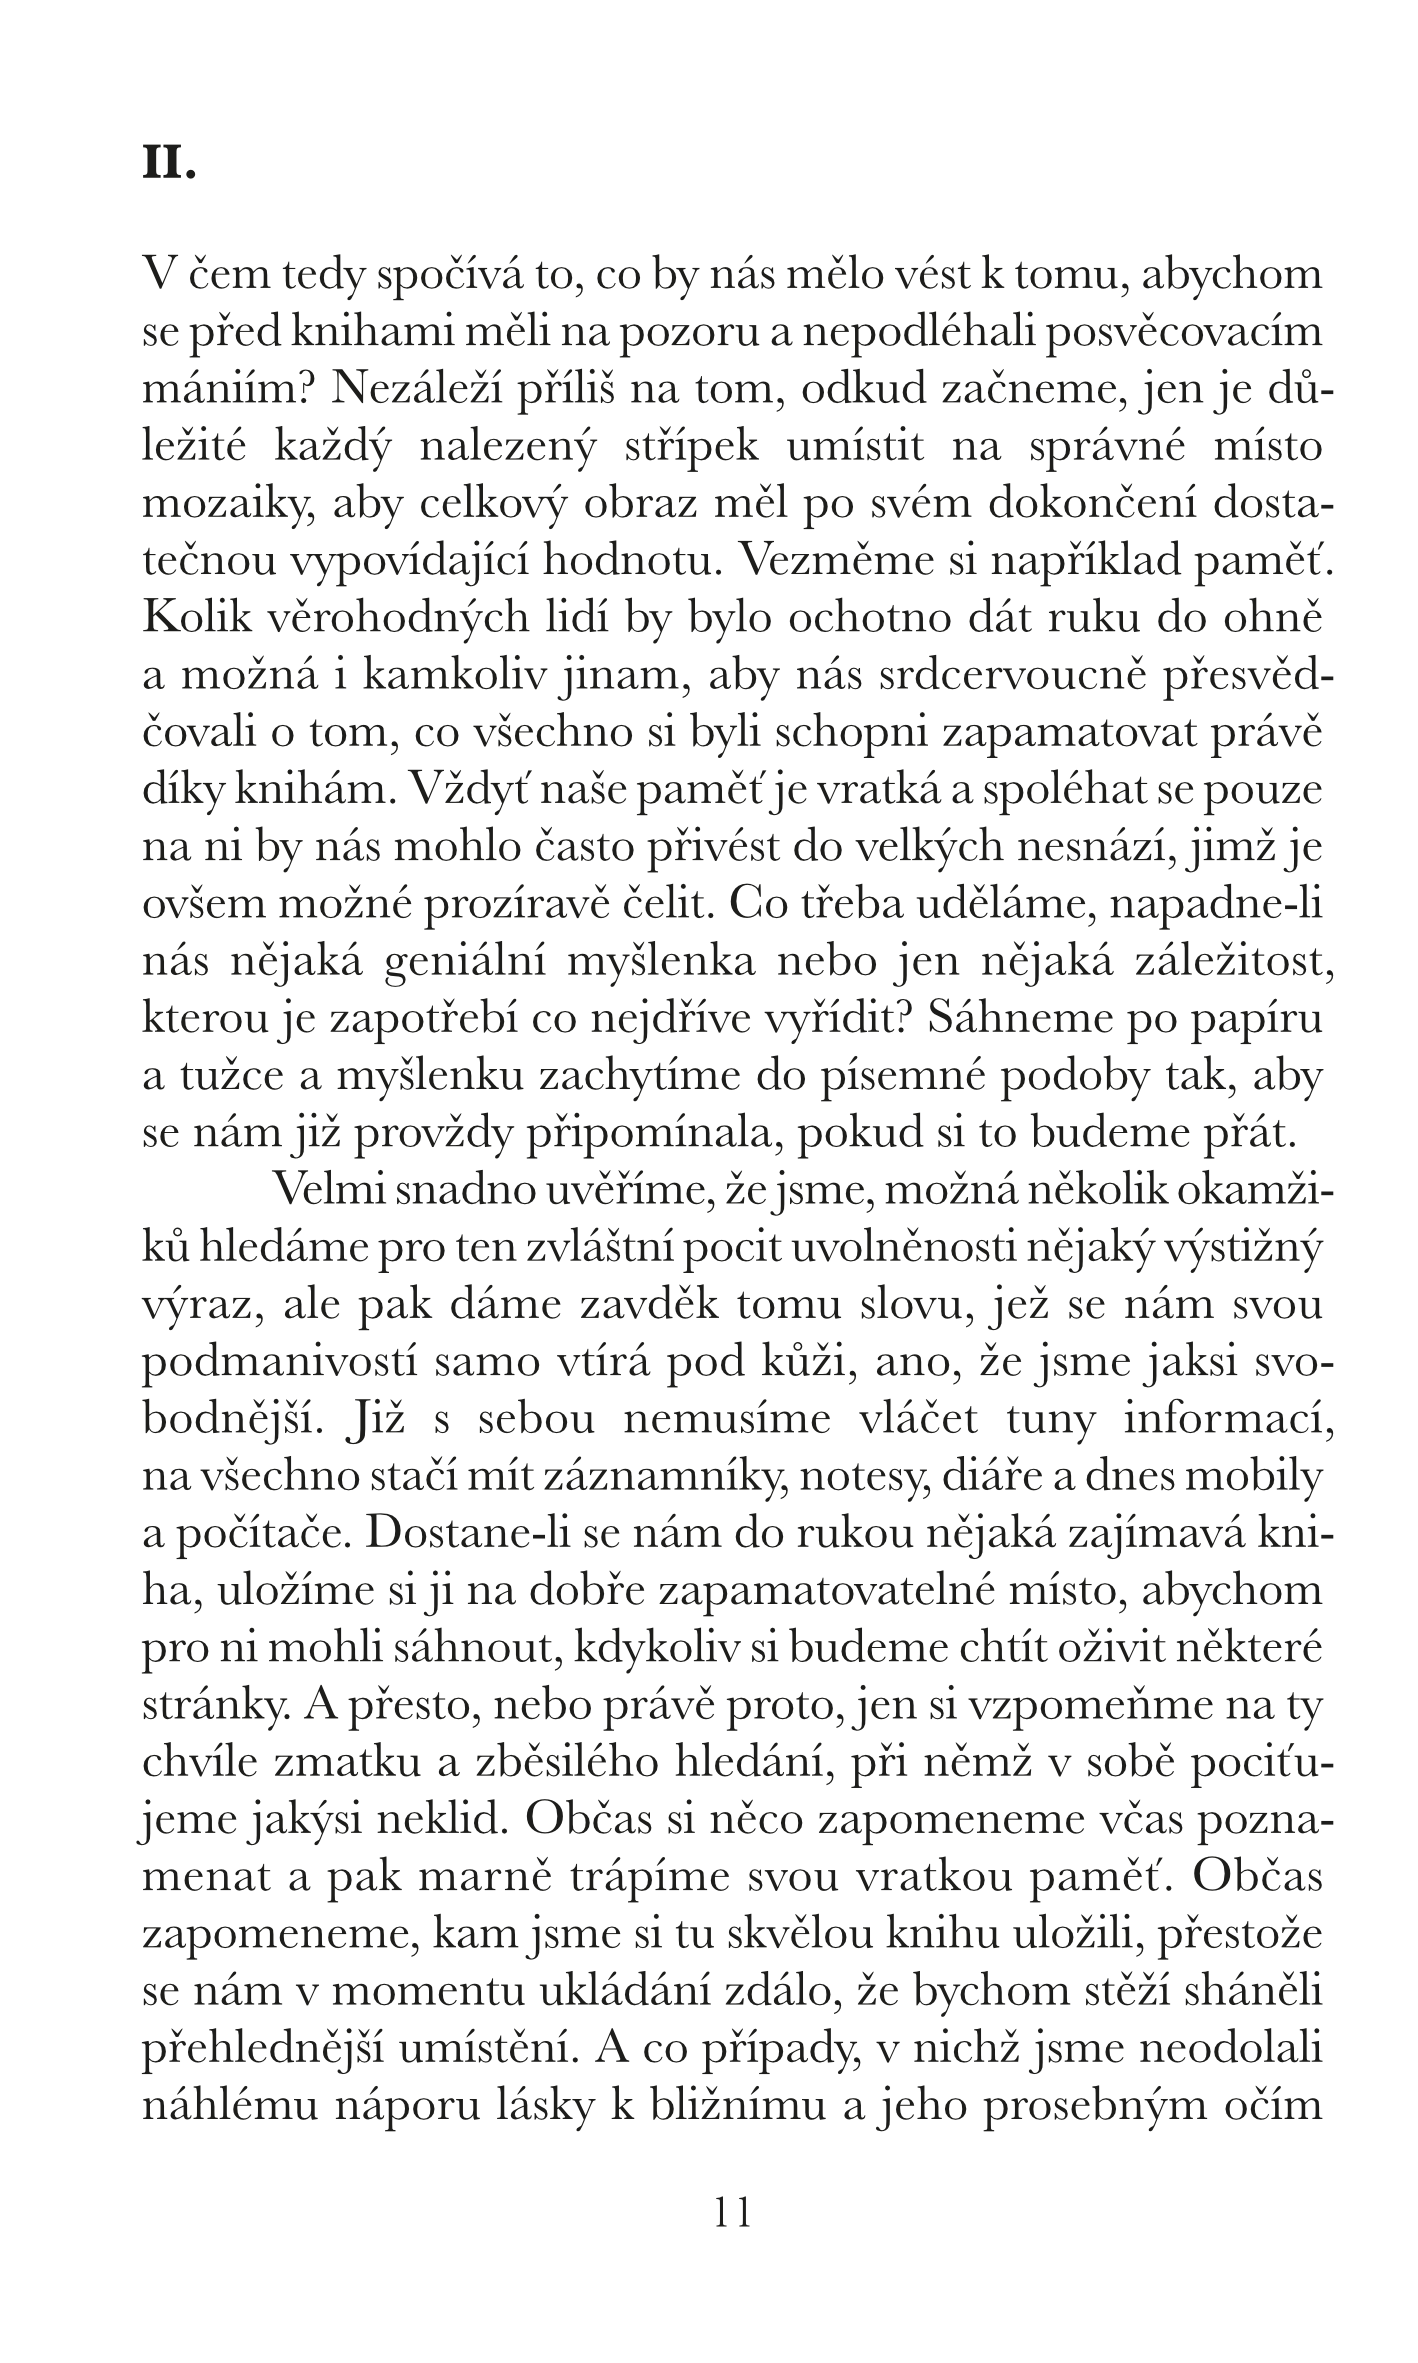 II.
V čem tedy spočívá to, co by nás mělo vést k tomu, abychom
se před knihami měli na pozoru a nepodléhali posvěcovacím
mániím? Nezáleží příliš na tom, odkud začneme, jen je dů-
ležité každý nalezený střípek umístit na správné místo
mozaiky, aby celkový obraz měl po svém dokončení dosta-
tečnou vypovídající hodnotu. Vezměme si například paměť.
Kolik věrohodných lidí by bylo ochotno dát ruku do ohně
a možná i kamkoliv jinam, aby nás srdcervoucně přesvěd-
čovali o tom, co všechno si byli schopni zapamatovat právě
díky knihám. Vždyť naše paměť je vratká a spoléhat se pouze
na ni by nás mohlo často přivést do velkých nesnází, jimž je
ovšem možné prozíravě čelit. Co třeba uděláme, napadne-li
nás nějaká geniální myšlenka nebo jen nějaká záležitost,
kterou je zapotřebí co nejdříve vyřídit? Sáhneme po papíru
a tužce a myšlenku zachytíme do písemné podoby tak, aby
se nám již provždy připomínala, pokud si to budeme přát.
Velmi snadno uvěříme, že jsme, možná několik okamži-
ků hledáme pro ten zvláštní pocit uvolněnosti nějaký výstižný
výraz, ale pak dáme zavděk tomu slovu, jež se nám svou
podmanivostí samo vtírá pod kůži, ano, že jsme jaksi svo-
bodnější. Již s sebou nemusíme vláčet tuny informací,
na všechno stačí mít záznamníky, notesy, diáře a dnes mobily
a počítače. Dostane-li se nám do rukou nějaká zajímavá kni-
ha, uložíme si ji na dobře zapamatovatelné místo, abychom
pro ni mohli sáhnout, kdykoliv si budeme chtít oživit některé
stránky. A přesto, nebo právě proto, jen si vzpomeňme na ty
chvíle zmatku a zběsilého hledání, při němž v sobě pociťu-
jeme jakýsi neklid. Občas si něco zapomeneme včas pozna-
menat a pak marně trápíme svou vratkou paměť. Občas
zapomeneme, kam jsme si tu skvělou knihu uložili, přestože
se nám v momentu ukládání zdálo, že bychom stěží sháněli
přehlednější umístění. A co případy, v nichž jsme neodolali
náhlému náporu lásky k bližnímu a jeho prosebným očím
11